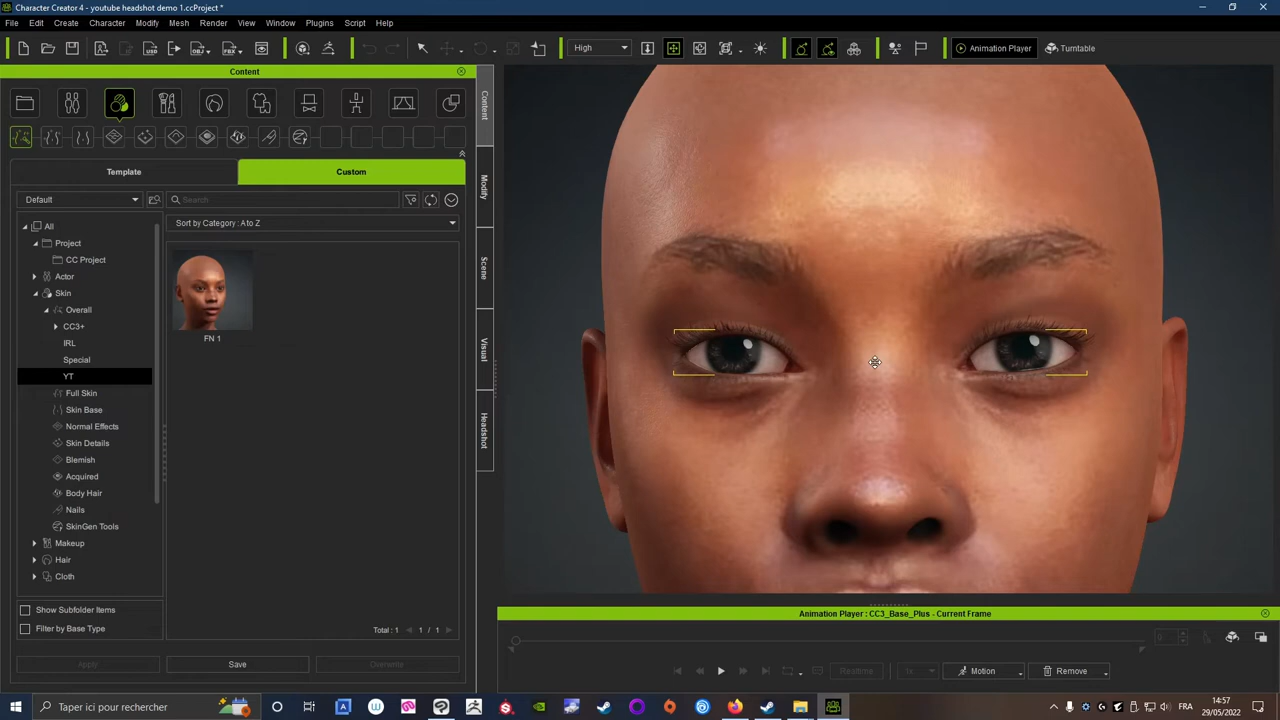 Character Creator 4 - youtube headshot demo 1.ccProject *
File Edit Create Character Modify Mesh Render View Window Plugins Script Help
High
Animation Player
Turntable
Content
Template
Custom
Default
Search
Sort by Category : A to Z
All
Project
CC Project
Actor
Skin
Overall
CC3+
IRL
Special
YT
Full Skin
Skin Base
Normal Effects
Skin Details
Blemish
Acquired
Body Hair
Nails
SkinGen Tools
Makeup
Hair
Cloth
FN 1
Show Subfolder Items
Filter by Base Type
Total : 1 1 / 1
Apply
Save
Overwrite
Content
Modify
Scene
Visual
Headshot
Animation Player : CC3_Base_Plus - Current Frame
0
Realtime
1x
Motion
Remove
Taper ici pour rechercher
FRA
14:57
29/05/2022